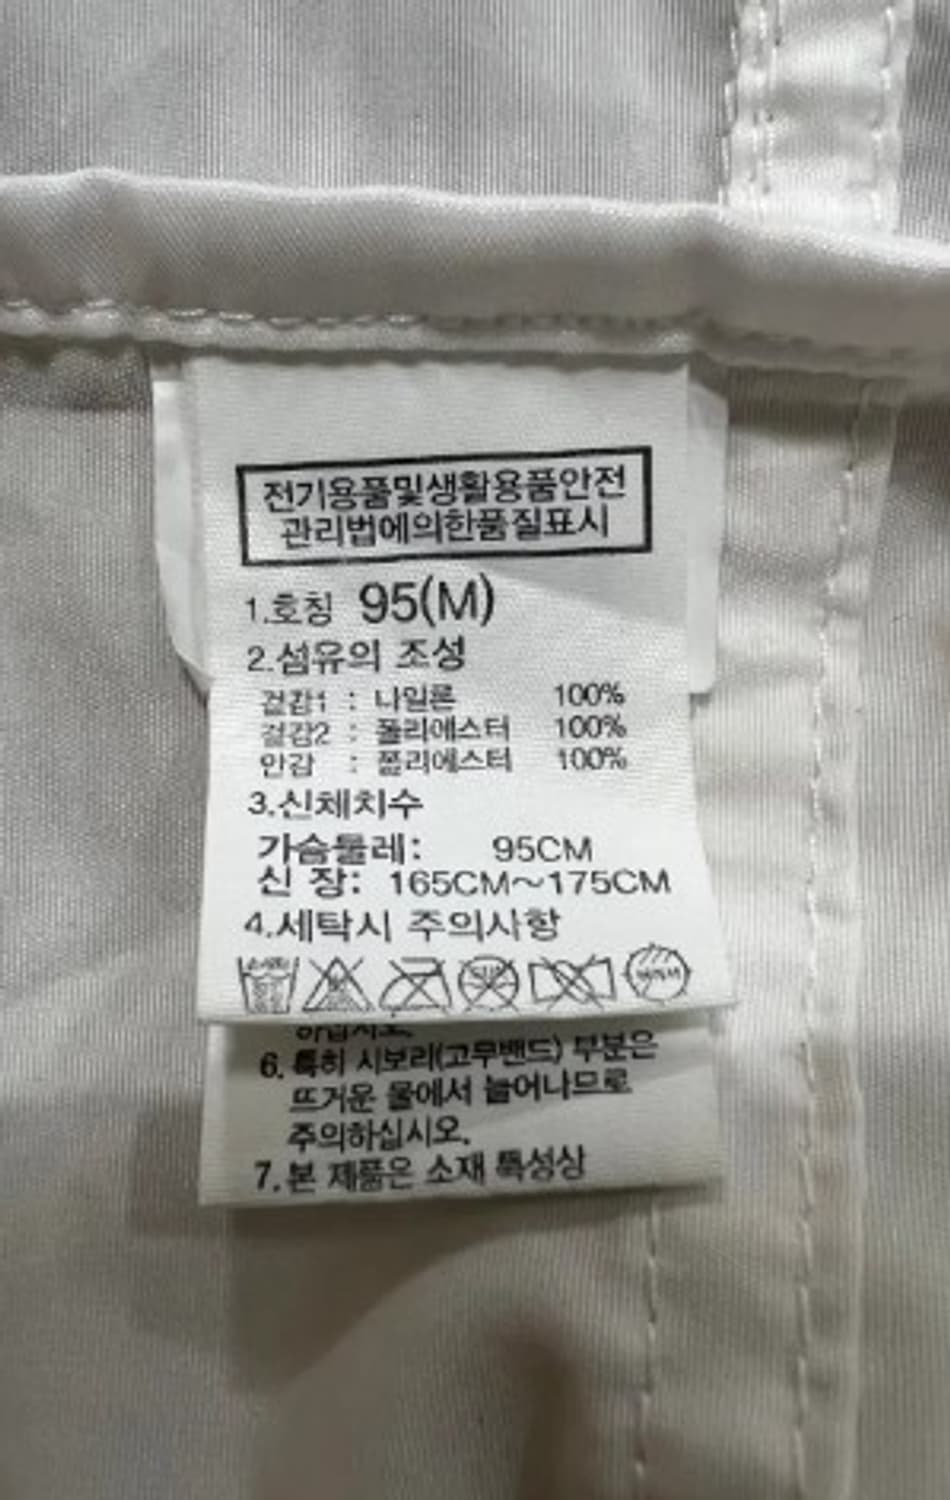 전기용품및생활용품안전
관리법에의한품질표시
1.호칭 95(M)
2.섬유의 조성
겉감1 : 나일론 100%
겉감2 : 폴리에스터 100%
안감 : 폴리에스터 100%
3.신체치수
가슴둘레: 95CM
신 장: 165CM~175CM
4.세탁시 주의사항
하십시오.
6. 특히 시보리(고무밴드) 부분은
뜨거운 물에서 늘어나므로
주의하십시오.
7. 본 제품은 소재 특성상